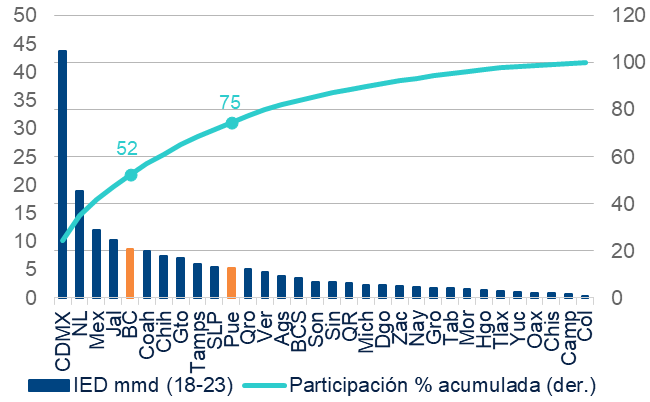 50
45
40
35
30
25
20
15
10
5
0
120
100
80
60
40
20
0
52
75
CDMX
NL
Mex
Jal
BC
Coah
Chih
Gto
Tamps
SLP
Pue
Qro
Ver
Ags
BCS
Son
Sin
QR
Mich
Dgo
Zac
Nay
Gro
Tab
Mor
Hgo
Tlax
Yuc
Oax
Chis
Camp
Col
IED mmd (18-23) Participación % acumulada (der.)